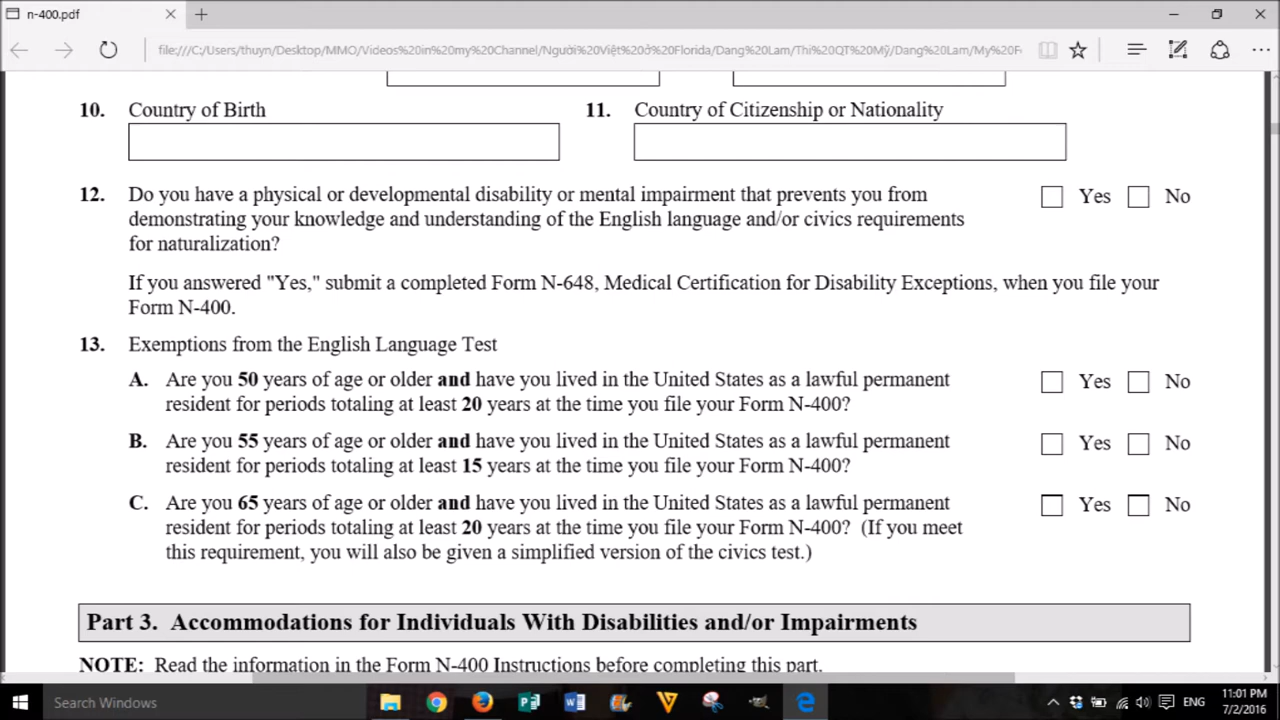 n-400.pdf
file:///C:/Users/thuyn/Desktop/MMO/Videos%20in%20my%20Channel/Người%20Việt%20ở%20Florida/Dang%20Lam/Thi%20QT%20Mỹ/Dang%20Lam/My%20F
10. Country of Birth 11. Country of Citizenship or Nationality
12. Do you have a physical or developmental disability or mental impairment that prevents you from Yes No
demonstrating your knowledge and understanding of the English language and/or civics requirements
for naturalization?
If you answered "Yes," submit a completed Form N-648, Medical Certification for Disability Exceptions, when you file your
Form N-400.
13. Exemptions from the English Language Test
A. Are you 50 years of age or older and have you lived in the United States as a lawful permanent Yes No
resident for periods totaling at least 20 years at the time you file your Form N-400?
B. Are you 55 years of age or older and have you lived in the United States as a lawful permanent Yes No
resident for periods totaling at least 15 years at the time you file your Form N-400?
C. Are you 65 years of age or older and have you lived in the United States as a lawful permanent Yes No
resident for periods totaling at least 20 years at the time you file your Form N-400? (If you meet
this requirement, you will also be given a simplified version of the civics test.)
Part 3. Accommodations for Individuals With Disabilities and/or Impairments
NOTE: Read the information in the Form N-400 Instructions before completing this part.
Search Windows
ENG
11:01 PM
7/2/2016